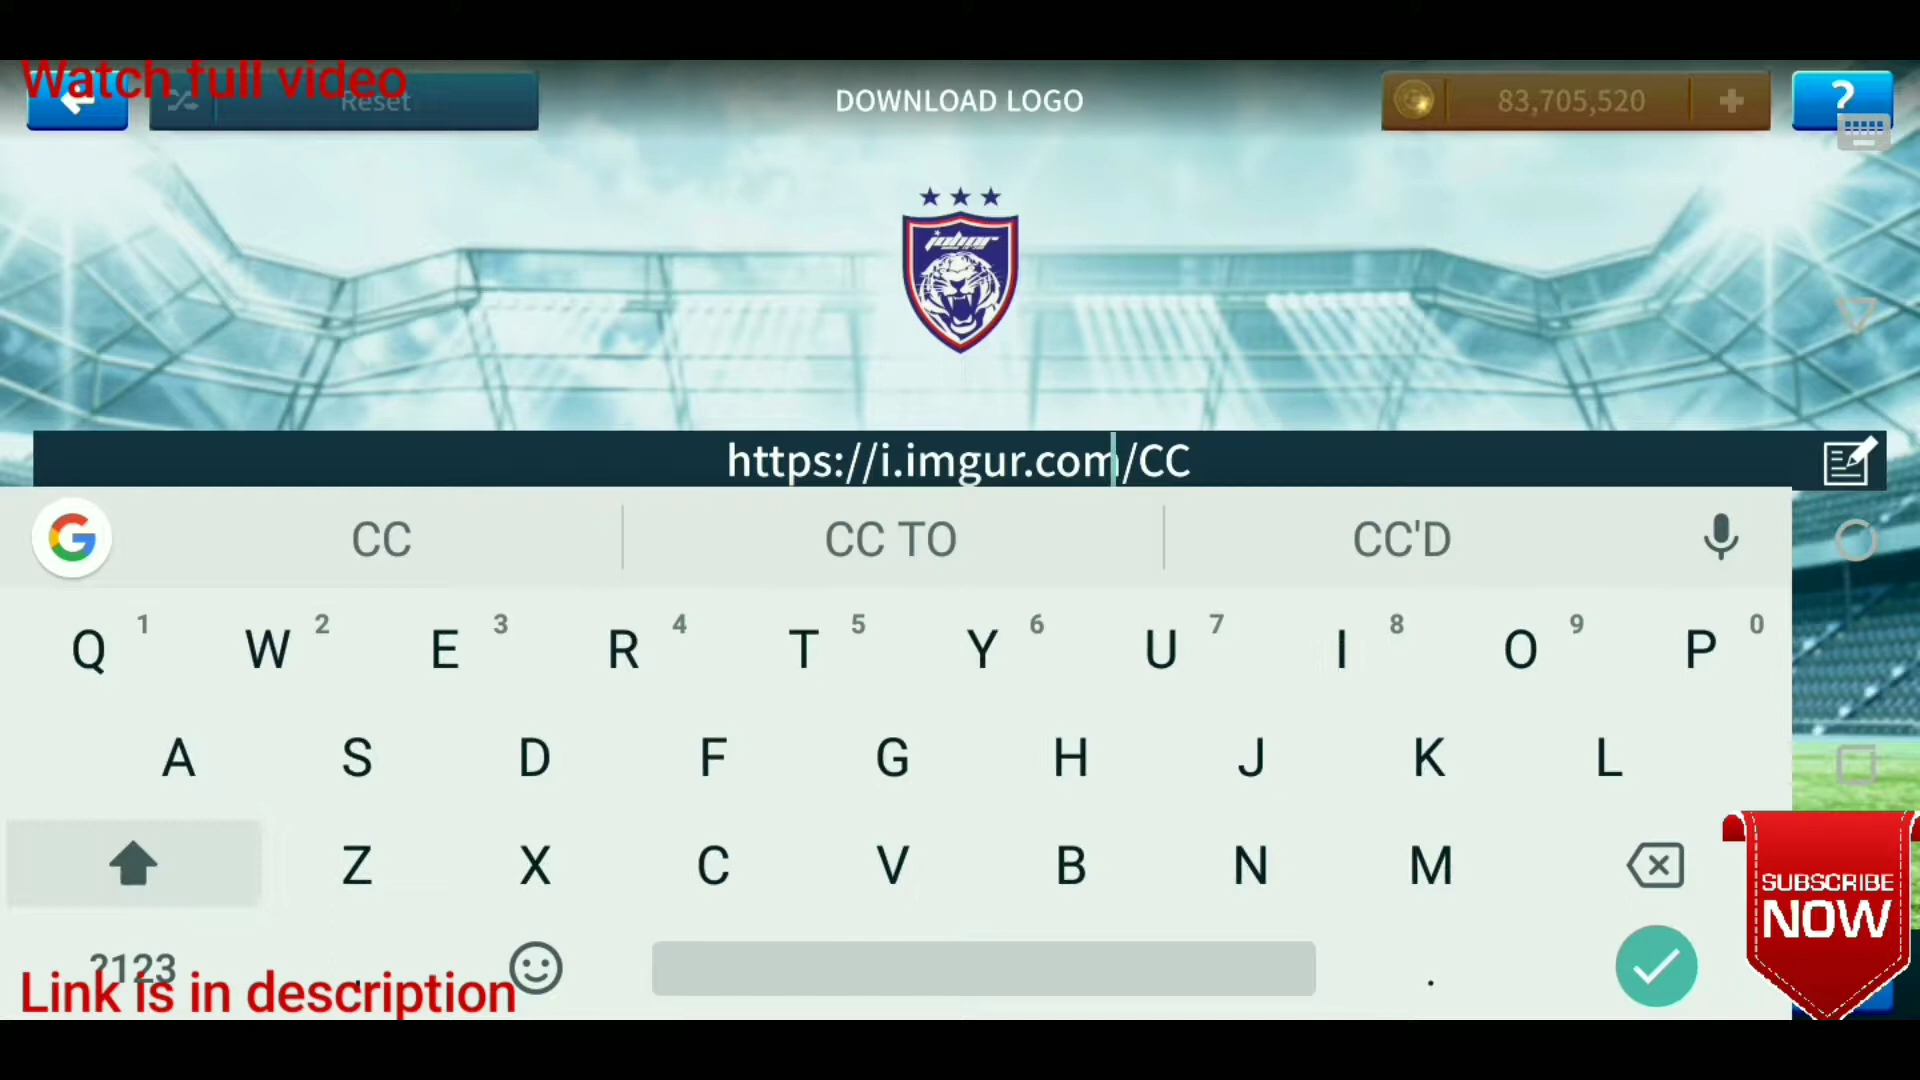 Watch full video
Reset
DOWNLOAD LOGO
83,705,520
?
johor
https://i.imgur.com/CC
G
CC
CC TO
CC'D
Q 1 W 2 E 3 R 4 T 5 Y 6 U 7 I 8 O 9 P 0
A S D F G H J K L
Z X C V B N M
?123 , .
Link is in description
SUBSCRIBE
NOW